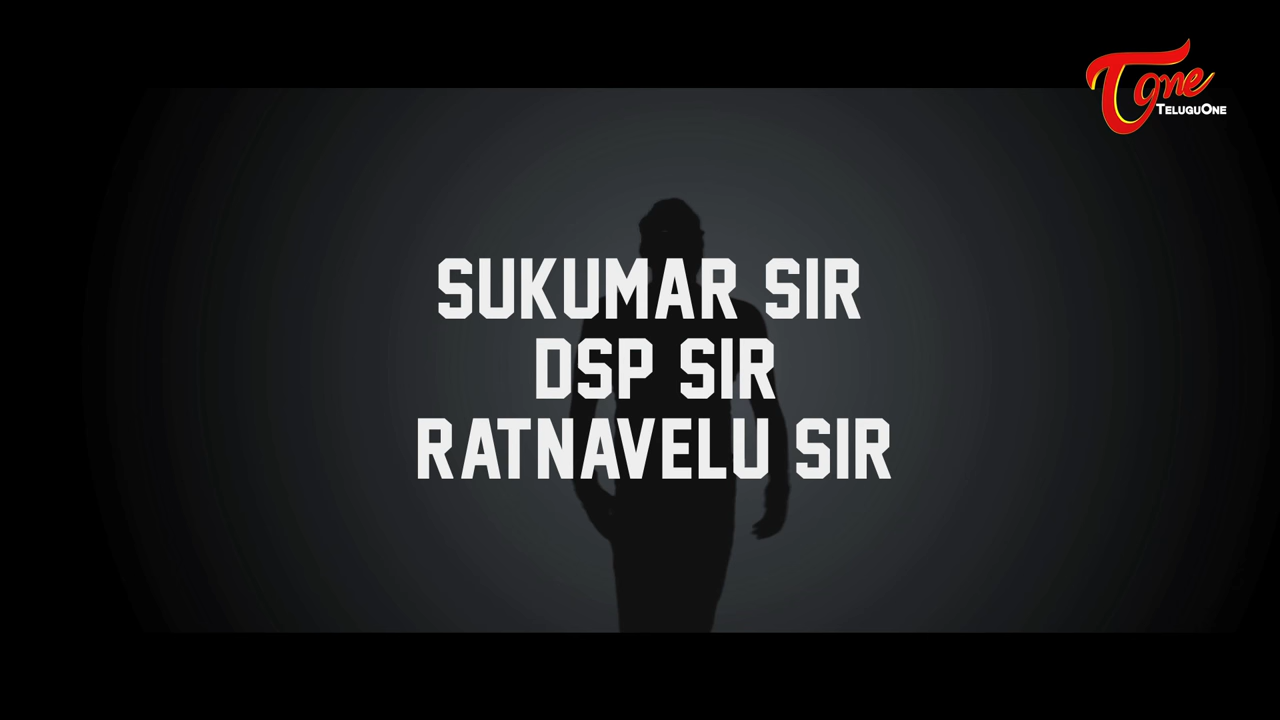 Tone
TELUGUONE
SUKUMAR SIR
DSP SIR
RATNAVELU SIR